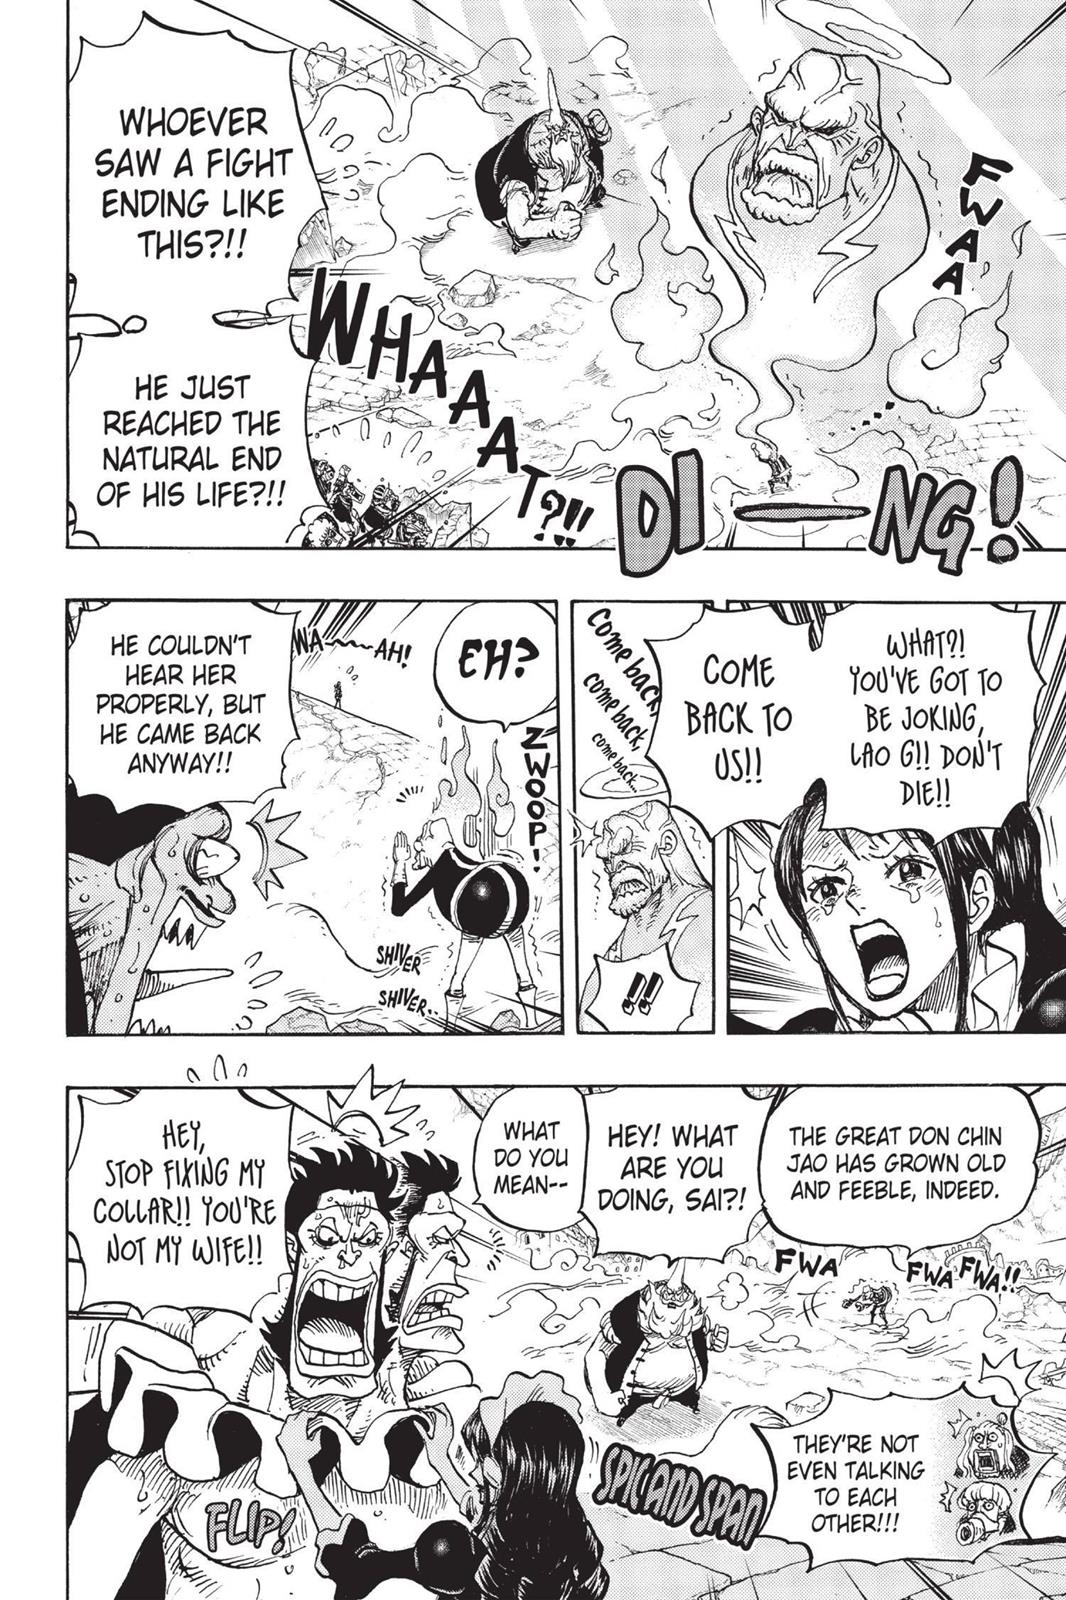 WHOEVER
SAW A FIGHT
ENDING LIKE
THIS?!!
HE JUST
REACHED THE
NATURAL END
OF HIS LIFE?!!
FWAA
WHAAAAT?!!
DI—NG!
WHAT?!
YOU'VE GOT TO
BE JOKING,
LAO G!! DON'T
DIE!!
COME
BACK TO
US!!
Come back,
come back,
come back...
!!
EH?
ZWOOP!
WA~~~AH!
HE COULDN'T
HEAR HER
PROPERLY, BUT
HE CAME BACK
ANYWAY!!
SHIVER
SHIVER..
THE GREAT DON CHIN
JAO HAS GROWN OLD
AND FEEBLE, INDEED.
HEY! WHAT
ARE YOU
DOING, SAI?!
WHAT
DO YOU
MEAN--
HEY,
STOP FIXING MY
COLLAR!! YOU'RE
NOT MY WIFE!!
FWA
FWA FWA!!
THEY'RE NOT
EVEN TALKING
TO EACH
OTHER!!!
SPIC AND SPAN
FLIP!